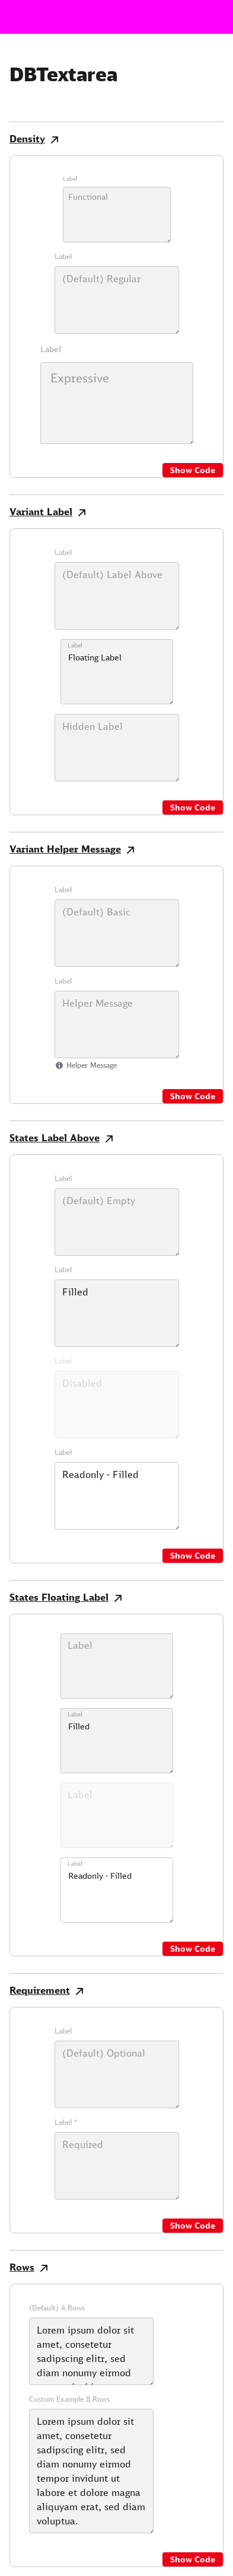 DBTextarea
Density
Label
Functional
Label
(Default) Regular
Label
Expressive
Show Code
Variant Label
Label
(Default) Label Above
Label
Floating Label
Hidden Label
Show Code
Variant Helper Message
Label
(Default) Basic
Label
Helper Message
Helper Message
Show Code
States Label Above
Label
(Default) Empty
Label
Filled
Label
Disabled
Label
Readonly - Filled
Show Code
States Floating Label
Label
Label
Filled
Label
Label
Readonly - Filled
Show Code
Requirement
Label
(Default) Optional
Label *
Required
Show Code
Rows
(Default) 4 Rows
Lorem ipsum dolor sit
amet, consetetur
sadipscing elitr, sed
diam nonumy eirmod
Custom Example 8 Rows
Lorem ipsum dolor sit
amet, consetetur
sadipscing elitr, sed
diam nonumy eirmod
tempor invidunt ut
labore et dolore magna
aliquyam erat, sed diam
voluptua.
Show Code